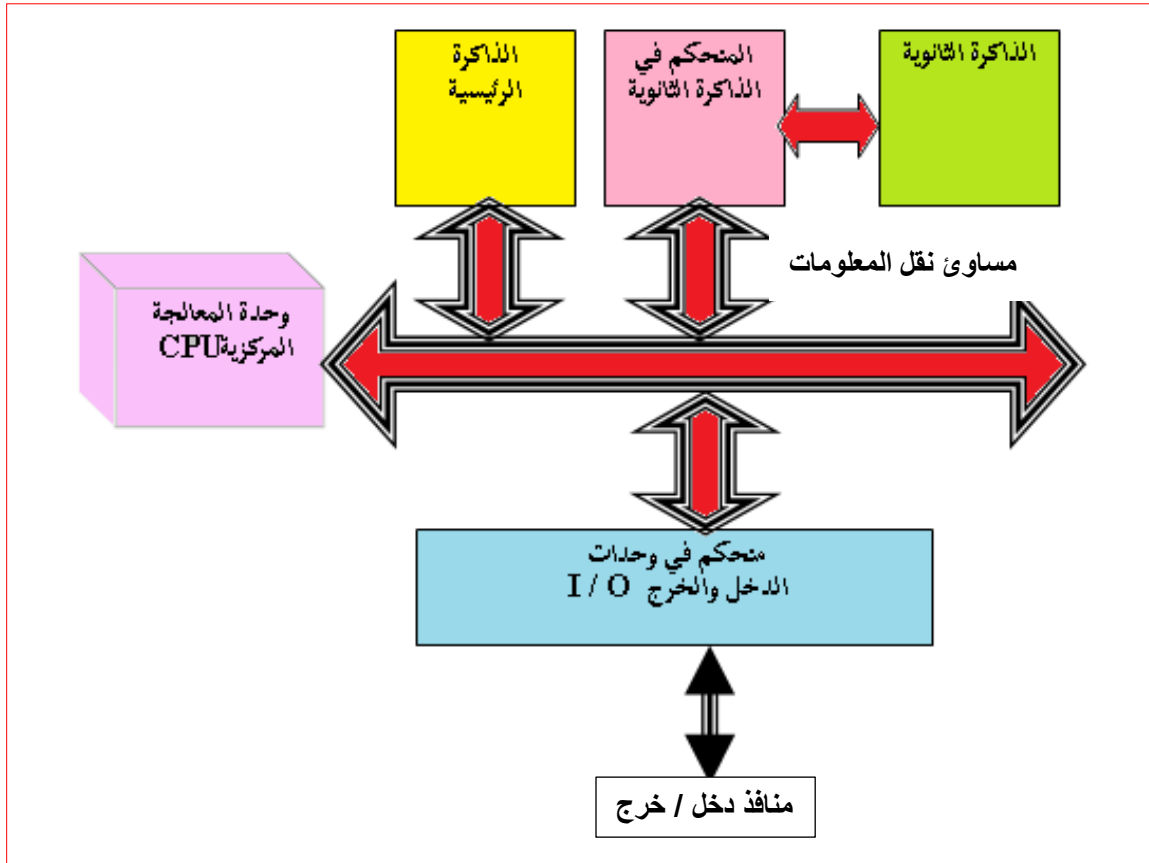 الذاكرة الثانوية
المتحكم في
الذاكرة الثانوية
الذاكرة
الرئيسية
مساوئ نقل المعلومات
وحدة المعالجة
المركزيةCPU
متحكم في وحدات
الدخل والخرج I / O
منافذ دخل / خرج